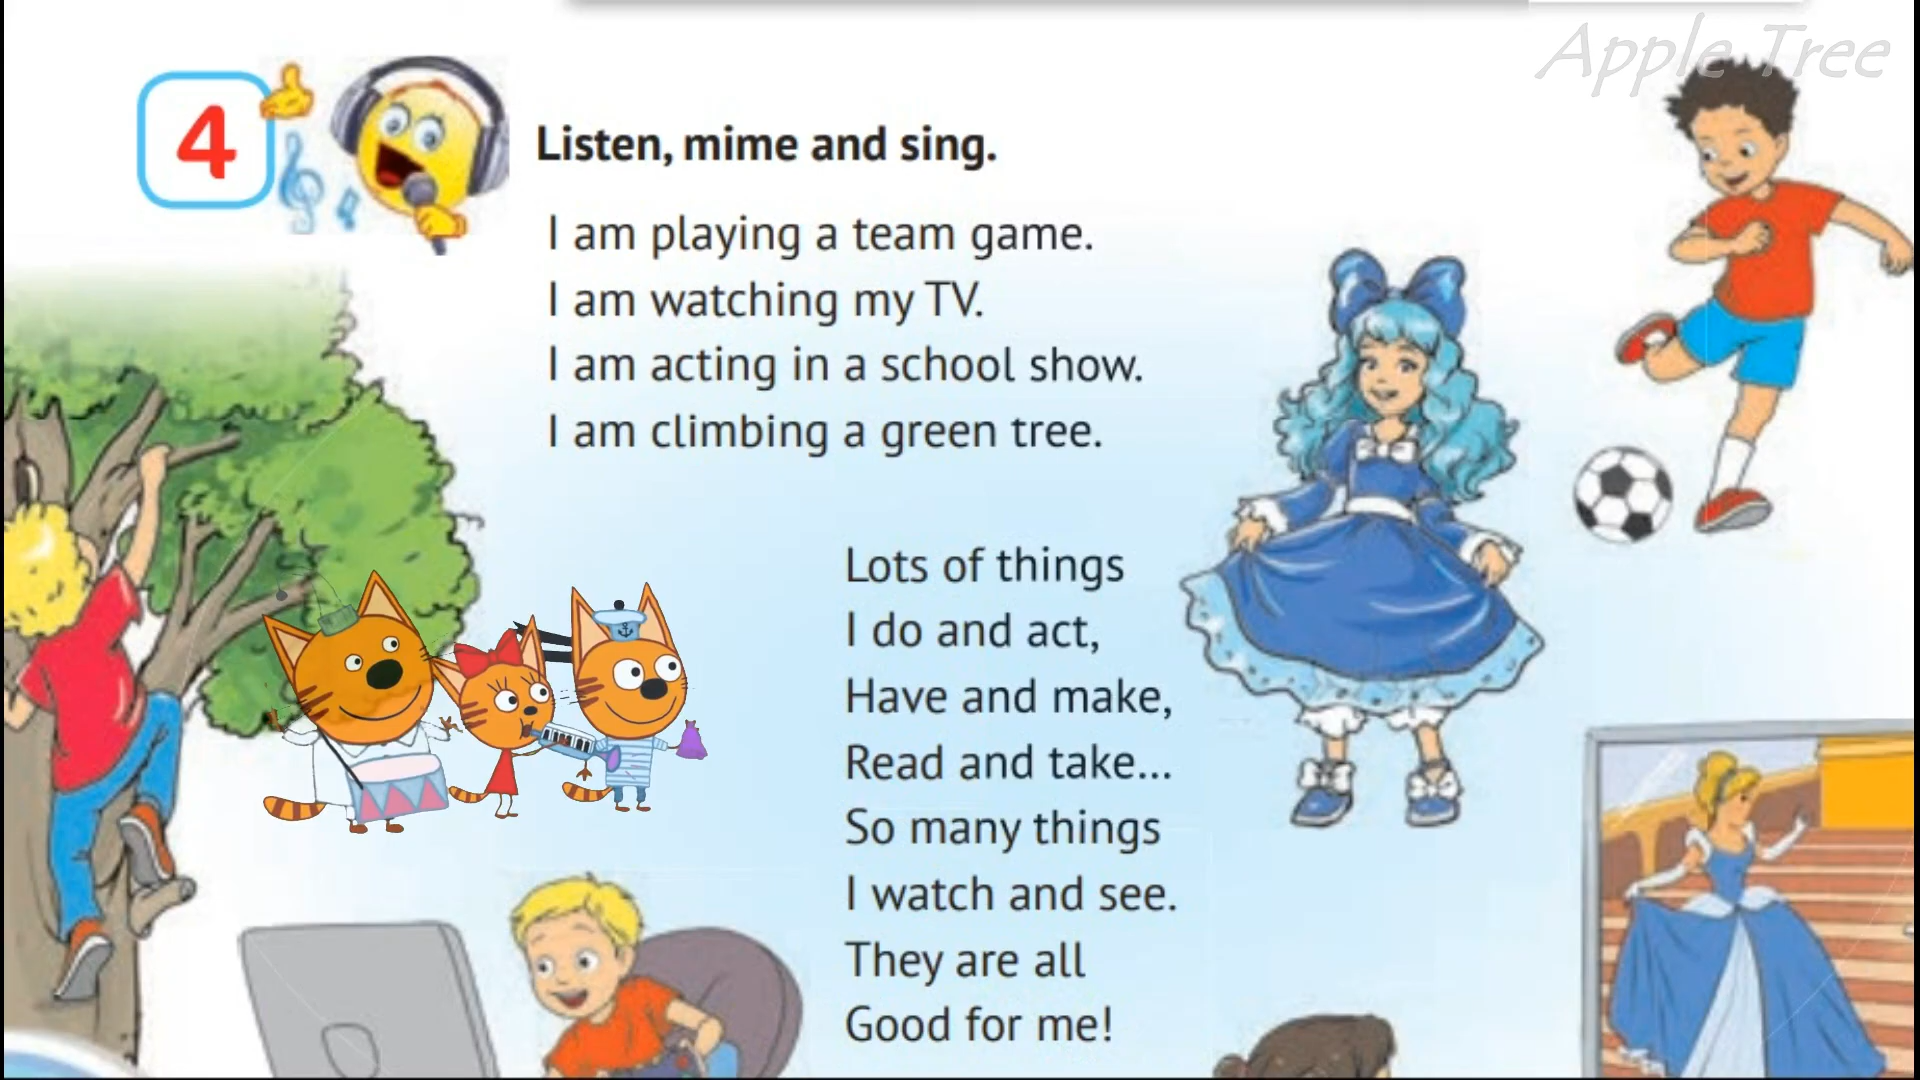 Apple Tree
4
Listen, mime and sing.
I am playing a team game.
I am watching my TV.
I am acting in a school show.
I am climbing a green tree.
Lots of things
I do and act,
Have and make,
Read and take...
So many things
I watch and see.
They are all
Good for me!